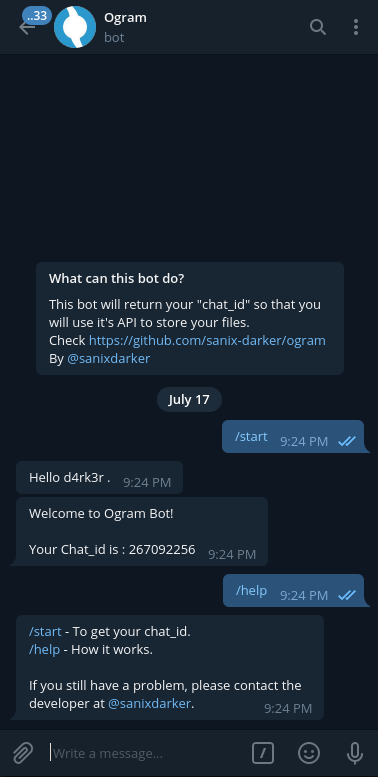 ..33
Ogram
bot
What can this bot do?
This bot will return your "chat_id" so that you
will use it's API to store your files.
Check https://github.com/sanix-darker/ogram
By @sanixdarker
July 17
/start 9:24 PM
Hello d4rk3r . 9:24 PM
Welcome to Ogram Bot!
Your Chat_id is : 267092256 9:24 PM
/help 9:24 PM
/start - To get your chat_id.
/help - How it works.
If you still have a problem, please contact the
developer at @sanixdarker. 9:24 PM
Write a message...